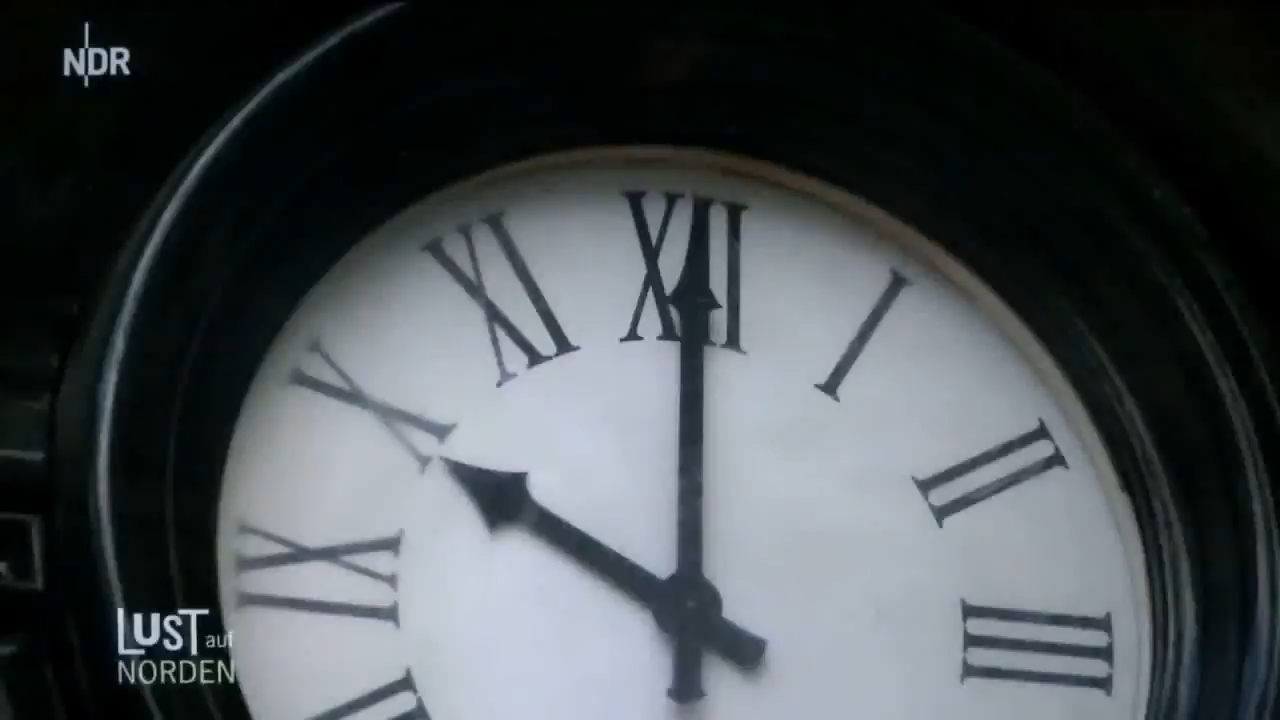 NDR
XII
XI
I
X
II
IX
III
LUST auf
NORDEN